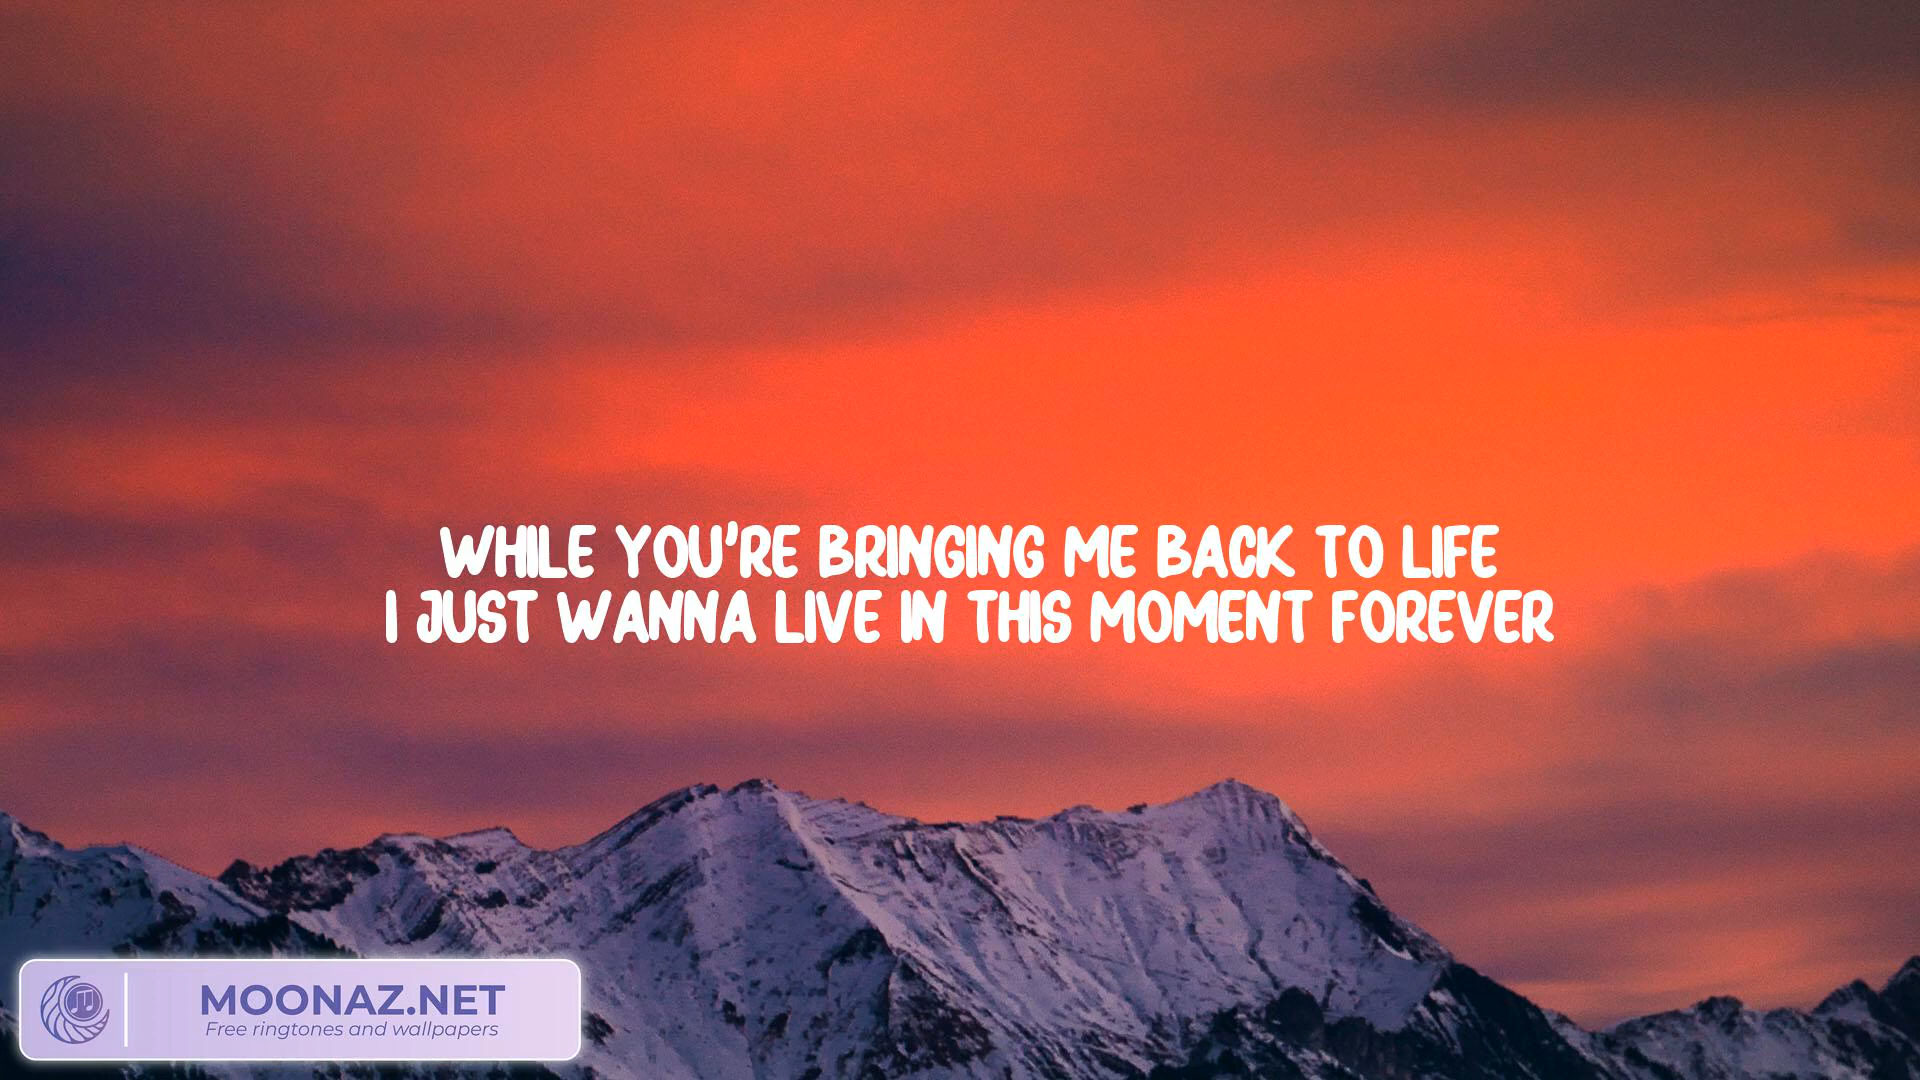 WHILE YOU'RE BRINGING ME BACK TO LIFE
I JUST WANNA LIVE IN THIS MOMENT FOREVER
MOONAZ.NET
Free ringtones and wallpapers